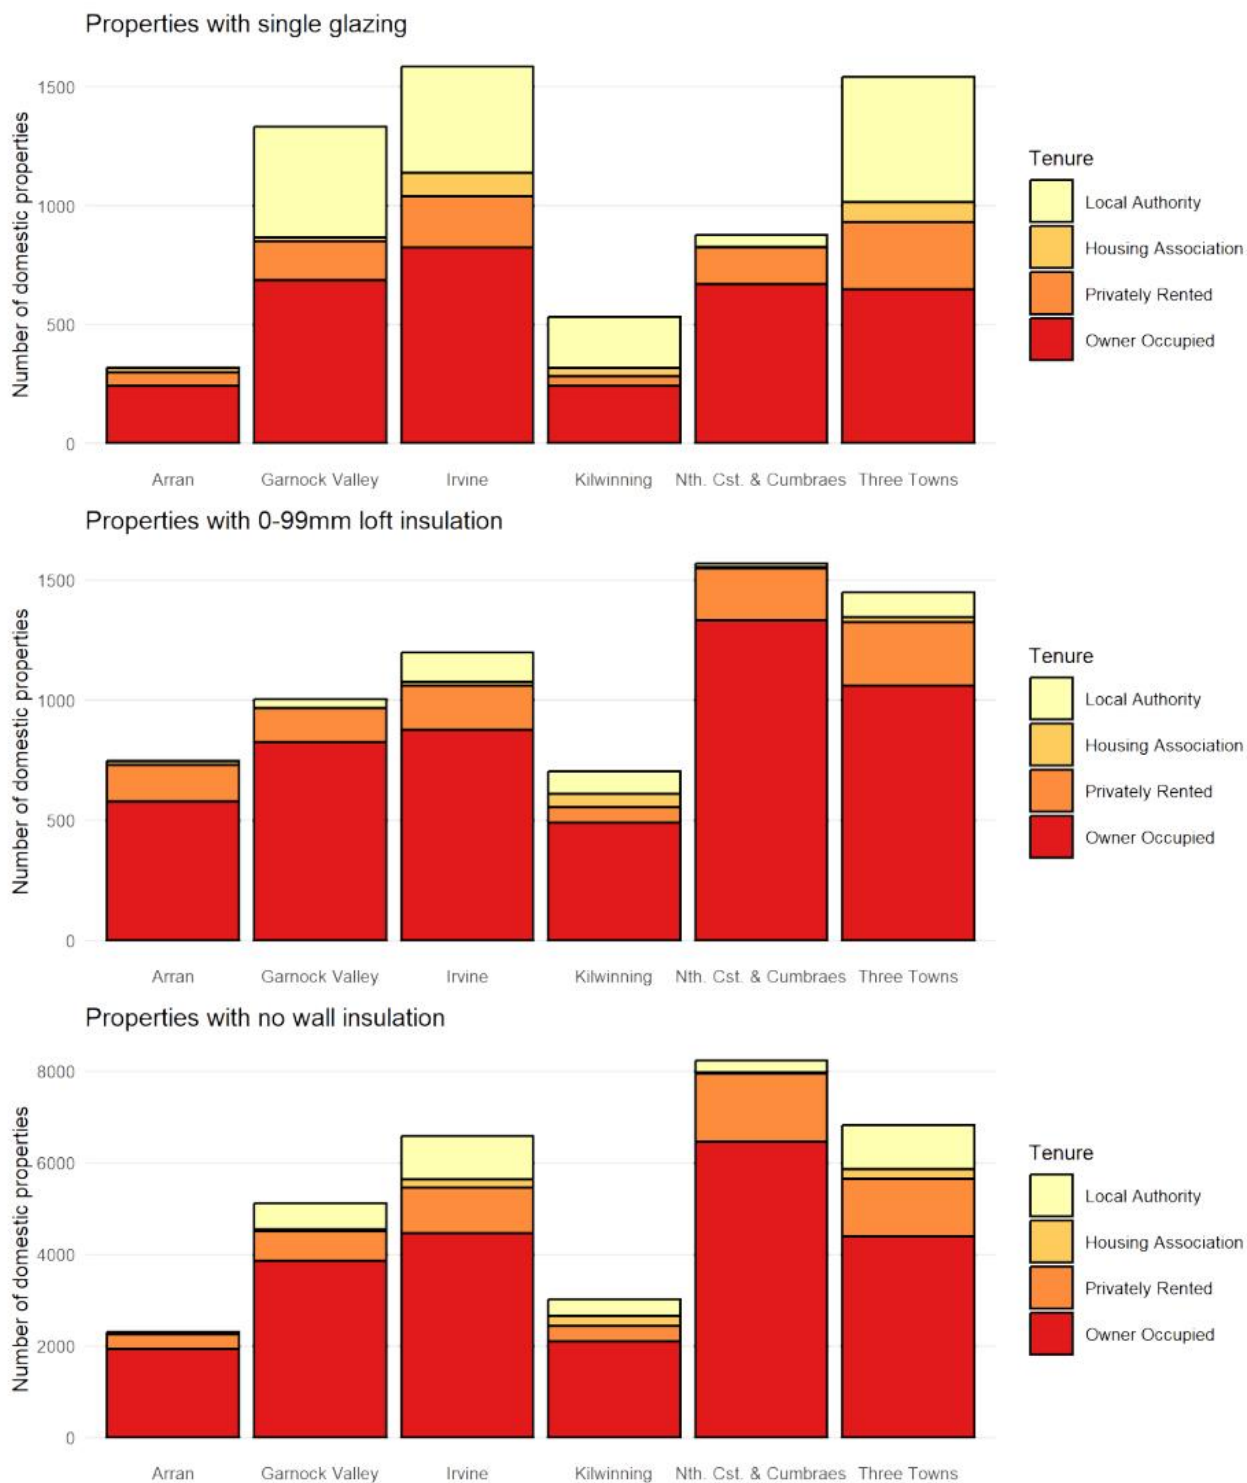 Properties with single glazing
Number of domestic properties
1500
1000
500
0
Arran Garnock Valley Irvine Kilwinning Nth. Cst. & Cumbraes Three Towns
Tenure
Local Authority
Housing Association
Privately Rented
Owner Occupied
Properties with 0-99mm loft insulation
Number of domestic properties
1500
1000
500
0
Arran Garnock Valley Irvine Kilwinning Nth. Cst. & Cumbraes Three Towns
Tenure
Local Authority
Housing Association
Privately Rented
Owner Occupied
Properties with no wall insulation
Number of domestic properties
8000
6000
4000
2000
0
Arran Garnock Valley Irvine Kilwinning Nth. Cst. & Cumbraes Three Towns
Tenure
Local Authority
Housing Association
Privately Rented
Owner Occupied